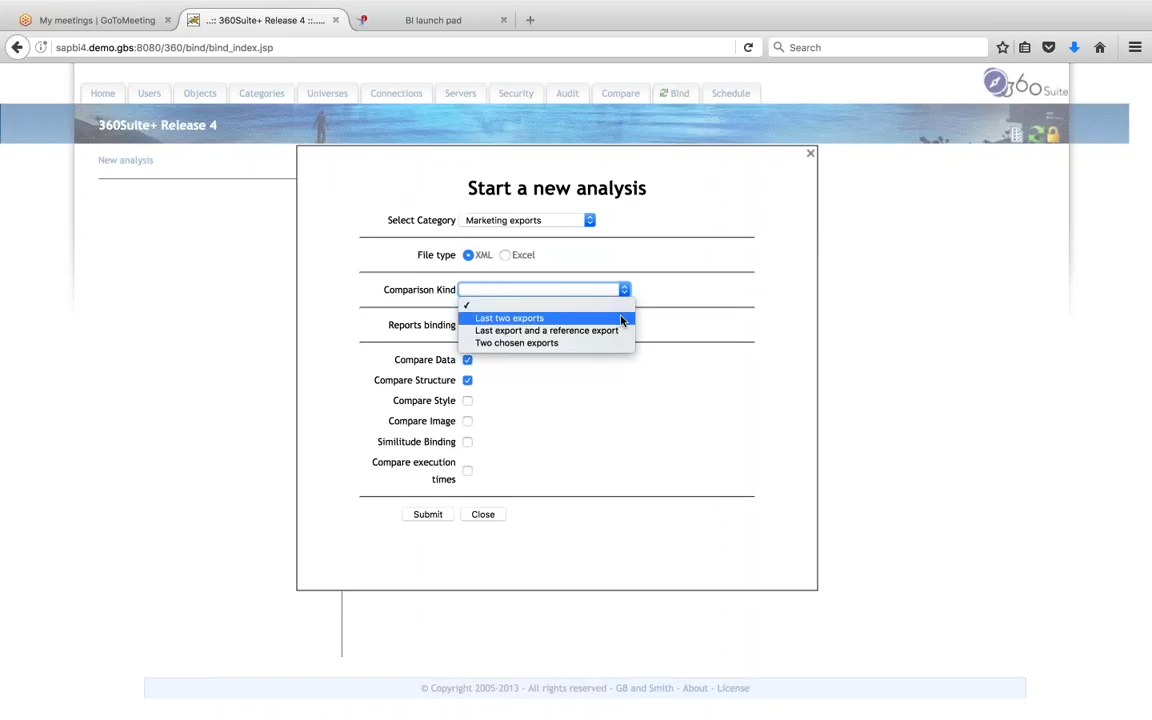 My meetings | GoToMeeting
..:: 360Suite+ Release 4 ::.…
BI launch pad
sapbi4.demo.gbs:8080/360/bind/bind_index.jsp
Search
Home
Users
Objects
Categories
Universes
Connections
Servers
Security
Audit
Compare
Bind
Schedule
360Suite
360Suite+ Release 4
New analysis
Start a new analysis
Select Category Marketing exports
File type XML Excel
Comparison Kind
Last two exports
Reports binding
Last export and a reference export
Two chosen exports
Compare Data
Compare Structure
Compare Style
Compare Image
Similitude Binding
Compare execution
times
Submit Close
© Copyright 2005-2013 - All rights reserved - GB and Smith - About - License